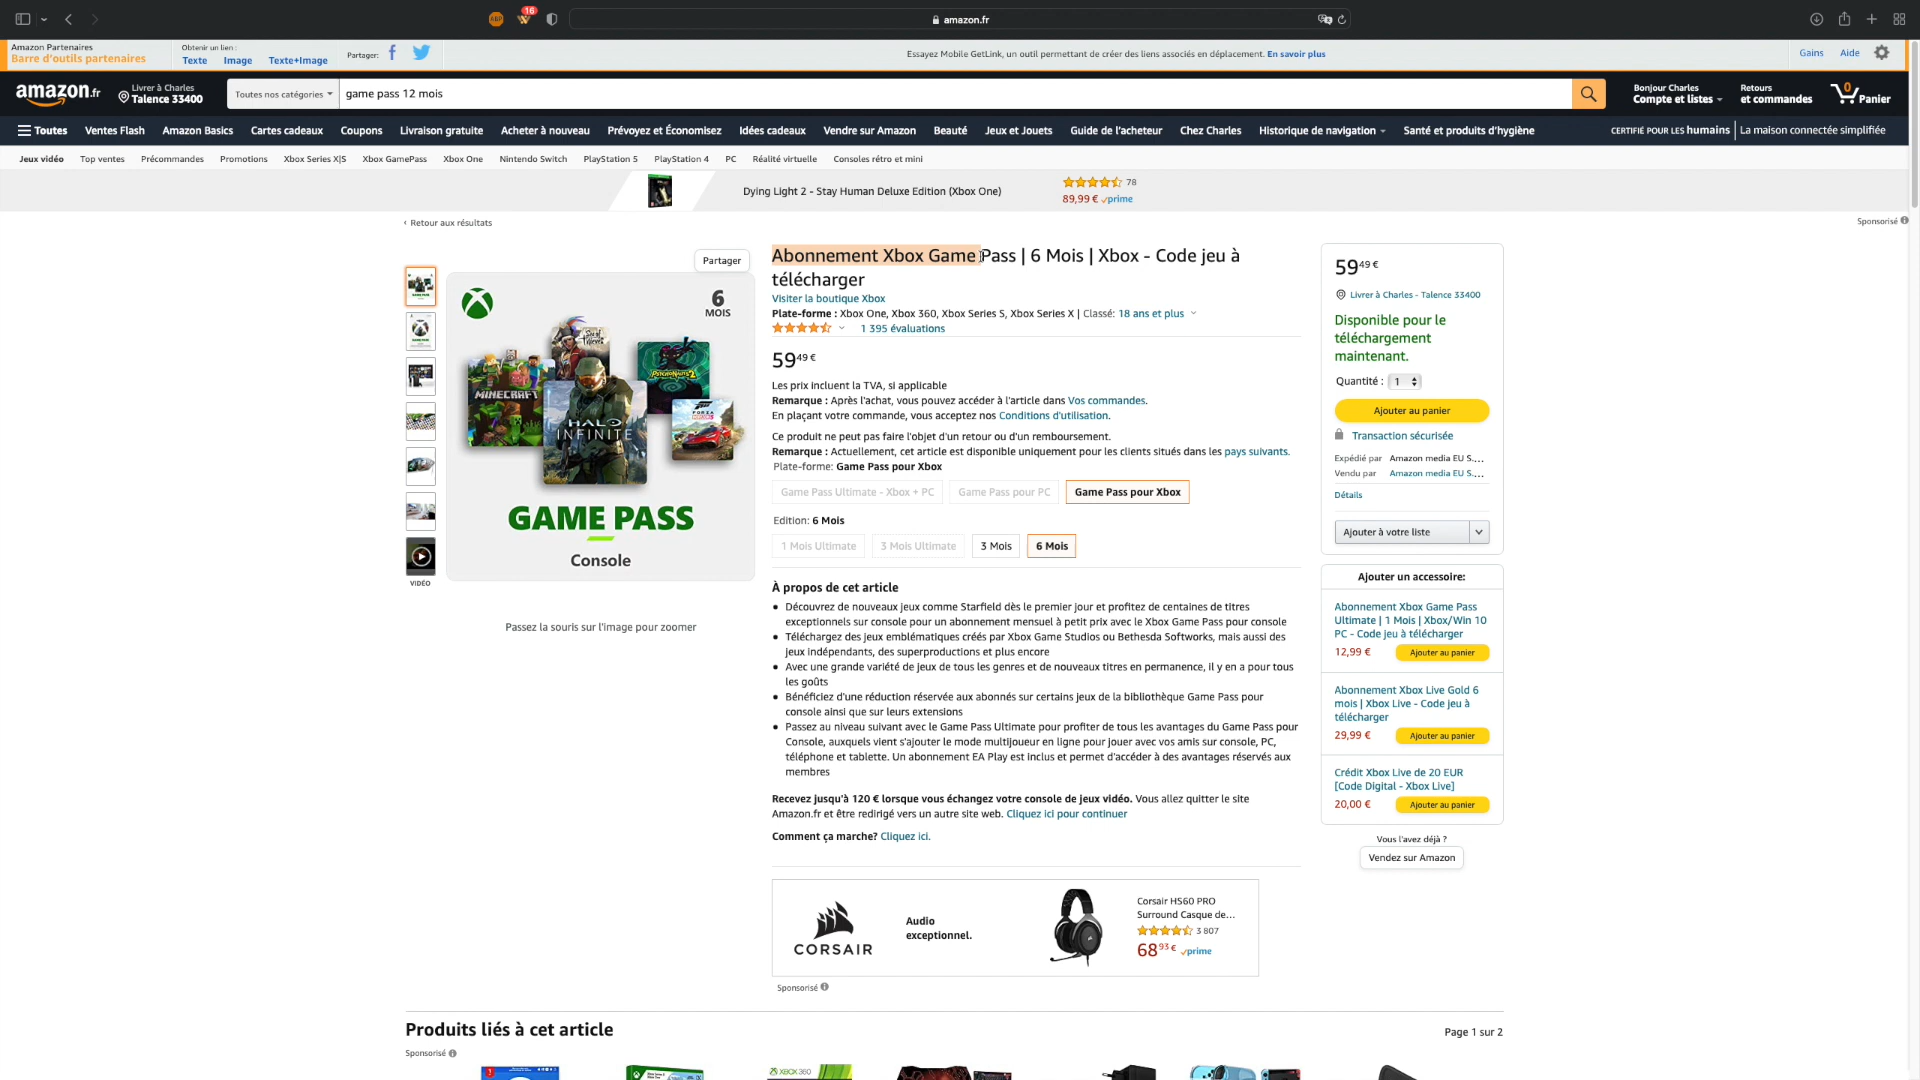 16
amazon.fr
Amazon Partenaires
Barre d'outils partenaires
Obtenir un lien :
Texte Image Texte+Image
Partager:
Essayez Mobile GetLink, un outil permettant de créer des liens associés en déplacement. En savoir plus
Gains Aide
amazon.fr
Livrer à Charles
Talence 33400
Toutes nos catégories
game pass 12 mois
Bonjour Charles
Compte et listes
Retours
et commandes
0
Panier
Toutes Ventes Flash Amazon Basics Cartes cadeaux Coupons Livraison gratuite Acheter à nouveau Prévoyez et Économisez Idées cadeaux Vendre sur Amazon Beauté Jeux et Jouets Guide de l'acheteur Chez Charles Historique de navigation Santé et produits d'hygiène
CERTIFIÉ POUR LES humains La maison connectée simplifiée
Jeux vidéo Top ventes Précommandes Promotions Xbox Series X|S Xbox GamePass Xbox One Nintendo Switch PlayStation 5 PlayStation 4 PC Réalité virtuelle Consoles rétro et mini
Dying Light 2 - Stay Human Deluxe Edition (Xbox One)
78
89,99 € prime
‹ Retour aux résultats
Sponsorisé
Partager
6
MOIS
MINECRAFT
HALO
INFINITE
PSYCHONAUTS 2
GAME PASS
Console
VIDÉO
Passez la souris sur l'image pour zoomer
Abonnement Xbox Game Pass | 6 Mois | Xbox - Code jeu à
télécharger
Visiter la boutique Xbox
Plate-forme : Xbox One, Xbox 360, Xbox Series S, Xbox Series X | Classé: 18 ans et plus
1 395 évaluations
59,49 €
Les prix incluent la TVA, si applicable
Remarque : Après l'achat, vous pouvez accéder à l'article dans Vos commandes.
En plaçant votre commande, vous acceptez nos Conditions d'utilisation.
Ce produit ne peut pas faire l'objet d'un retour ou d'un remboursement.
Remarque : Actuellement, cet article est disponible uniquement pour les clients situés dans les pays suivants.
Plate-forme: Game Pass pour Xbox
Game Pass Ultimate - Xbox + PC Game Pass pour PC Game Pass pour Xbox
Edition: 6 Mois
1 Mois Ultimate 3 Mois Ultimate 3 Mois 6 Mois
À propos de cet article
Découvrez de nouveaux jeux comme Starfield dès le premier jour et profitez de centaines de titres
exceptionnels sur console pour un abonnement mensuel à petit prix avec le Xbox Game Pass pour console
Téléchargez des jeux emblématiques créés par Xbox Game Studios ou Bethesda Softworks, mais aussi des
jeux indépendants, des superproductions et plus encore
Avec une grande variété de jeux de tous les genres et de nouveaux titres en permanence, il y en a pour tous
les goûts
Bénéficiez d'une réduction réservée aux abonnés sur certains jeux de la bibliothèque Game Pass pour
console ainsi que sur leurs extensions
Passez au niveau suivant avec le Game Pass Ultimate pour profiter de tous les avantages du Game Pass pour
Console, auxquels vient s'ajouter le mode multijoueur en ligne pour jouer avec vos amis sur console, PC,
téléphone et tablette. Un abonnement EA Play est inclus et permet d'accéder à des avantages réservés aux
membres
Recevez jusqu'à 120 € lorsque vous échangez votre console de jeux vidéo. Vous allez quitter le site
Amazon.fr et être redirigé vers un autre site web. Cliquez ici pour continuer
Comment ça marche? Cliquez ici.
CORSAIR
Audio
exceptionnel.
Corsair HS60 PRO
Surround Casque de…
3 807
68,93 € prime
Sponsorisé
59,49 €
Livrer à Charles - Talence 33400
Disponible pour le
téléchargement
maintenant.
Quantité : 1
Ajouter au panier
Transaction sécurisée
Expédié par Amazon media EU S....
Vendu par Amazon media EU S....
Détails
Ajouter à votre liste
Ajouter un accessoire:
Abonnement Xbox Game Pass
Ultimate | 1 Mois | Xbox/Win 10
PC - Code jeu à télécharger
12,99 € Ajouter au panier
Abonnement Xbox Live Gold 6
mois | Xbox Live - Code jeu à
télécharger
29,99 € Ajouter au panier
Crédit Xbox Live de 20 EUR
[Code Digital - Xbox Live]
20,00 € Ajouter au panier
Vous l'avez déjà ?
Vendez sur Amazon
Produits liés à cet article
Page 1 sur 2
Sponsorisé
XBOX 360